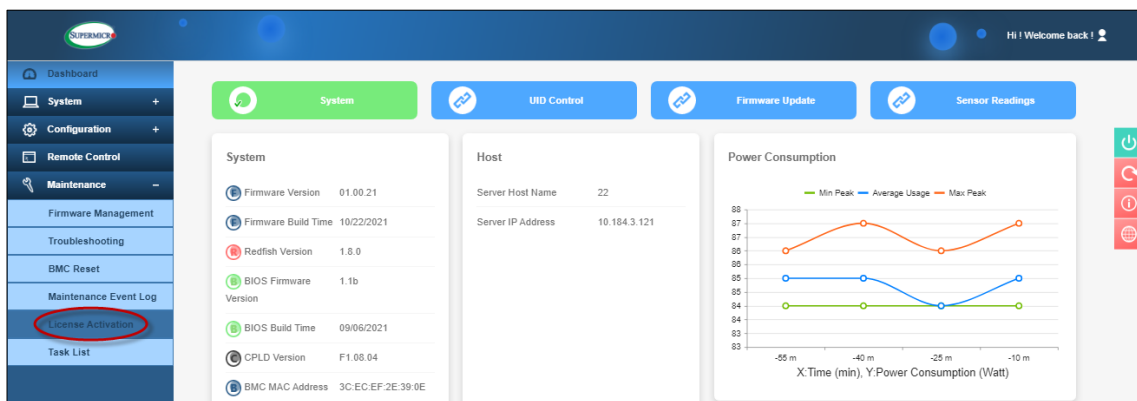 SUPERMICR
Hi ! Welcome back !
Dashboard
System +
Configuration +
Remote Control
Maintenance –
Firmware Management
Troubleshooting
BMC Reset
Maintenance Event Log
License Activation
Task List
System
UID Control
Firmware Update
Sensor Readings
System
Firmware Version 01.00.21
Firmware Build Time 10/22/2021
Redfish Version 1.8.0
BIOS Firmware 1.1b
Version
BIOS Build Time 09/06/2021
CPLD Version F1.08.04
BMC MAC Address 3C:EC:EF:2E:39:0E
Host
Server Host Name 22
Server IP Address 10.184.3.121
Power Consumption
Min Peak Average Usage Max Peak
88
87
87
86
86
85
85
84
84
83
83
-55 m -40 m -25 m -10 m
X:Time (min), Y:Power Consumption (Watt)